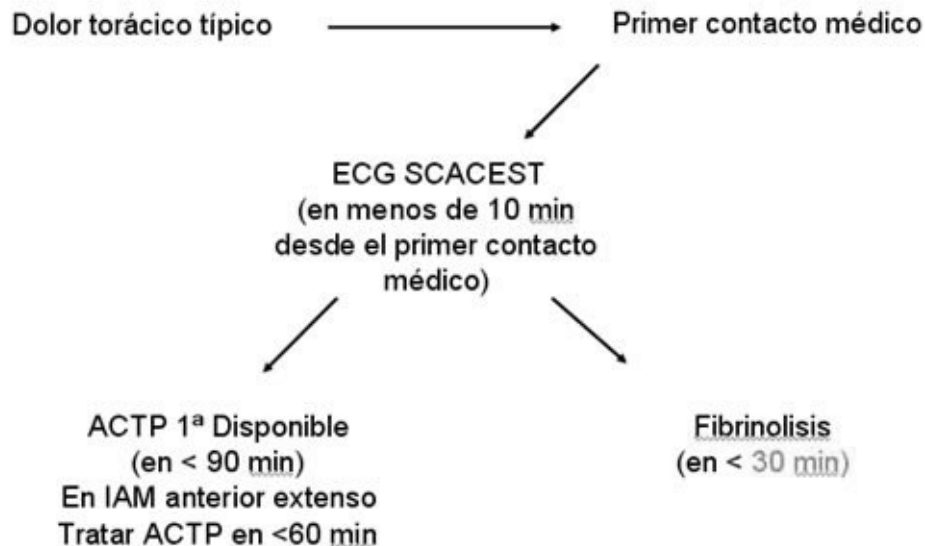 Dolor torácico típico
Primer contacto médico
ECG SCACEST
(en menos de 10 min
desde el primer contacto
médico)
ACTP 1ª Disponible
(en < 90 min)
En IAM anterior extenso
Tratar ACTP en <60 min
Fibrinolisis
(en < 30 min)